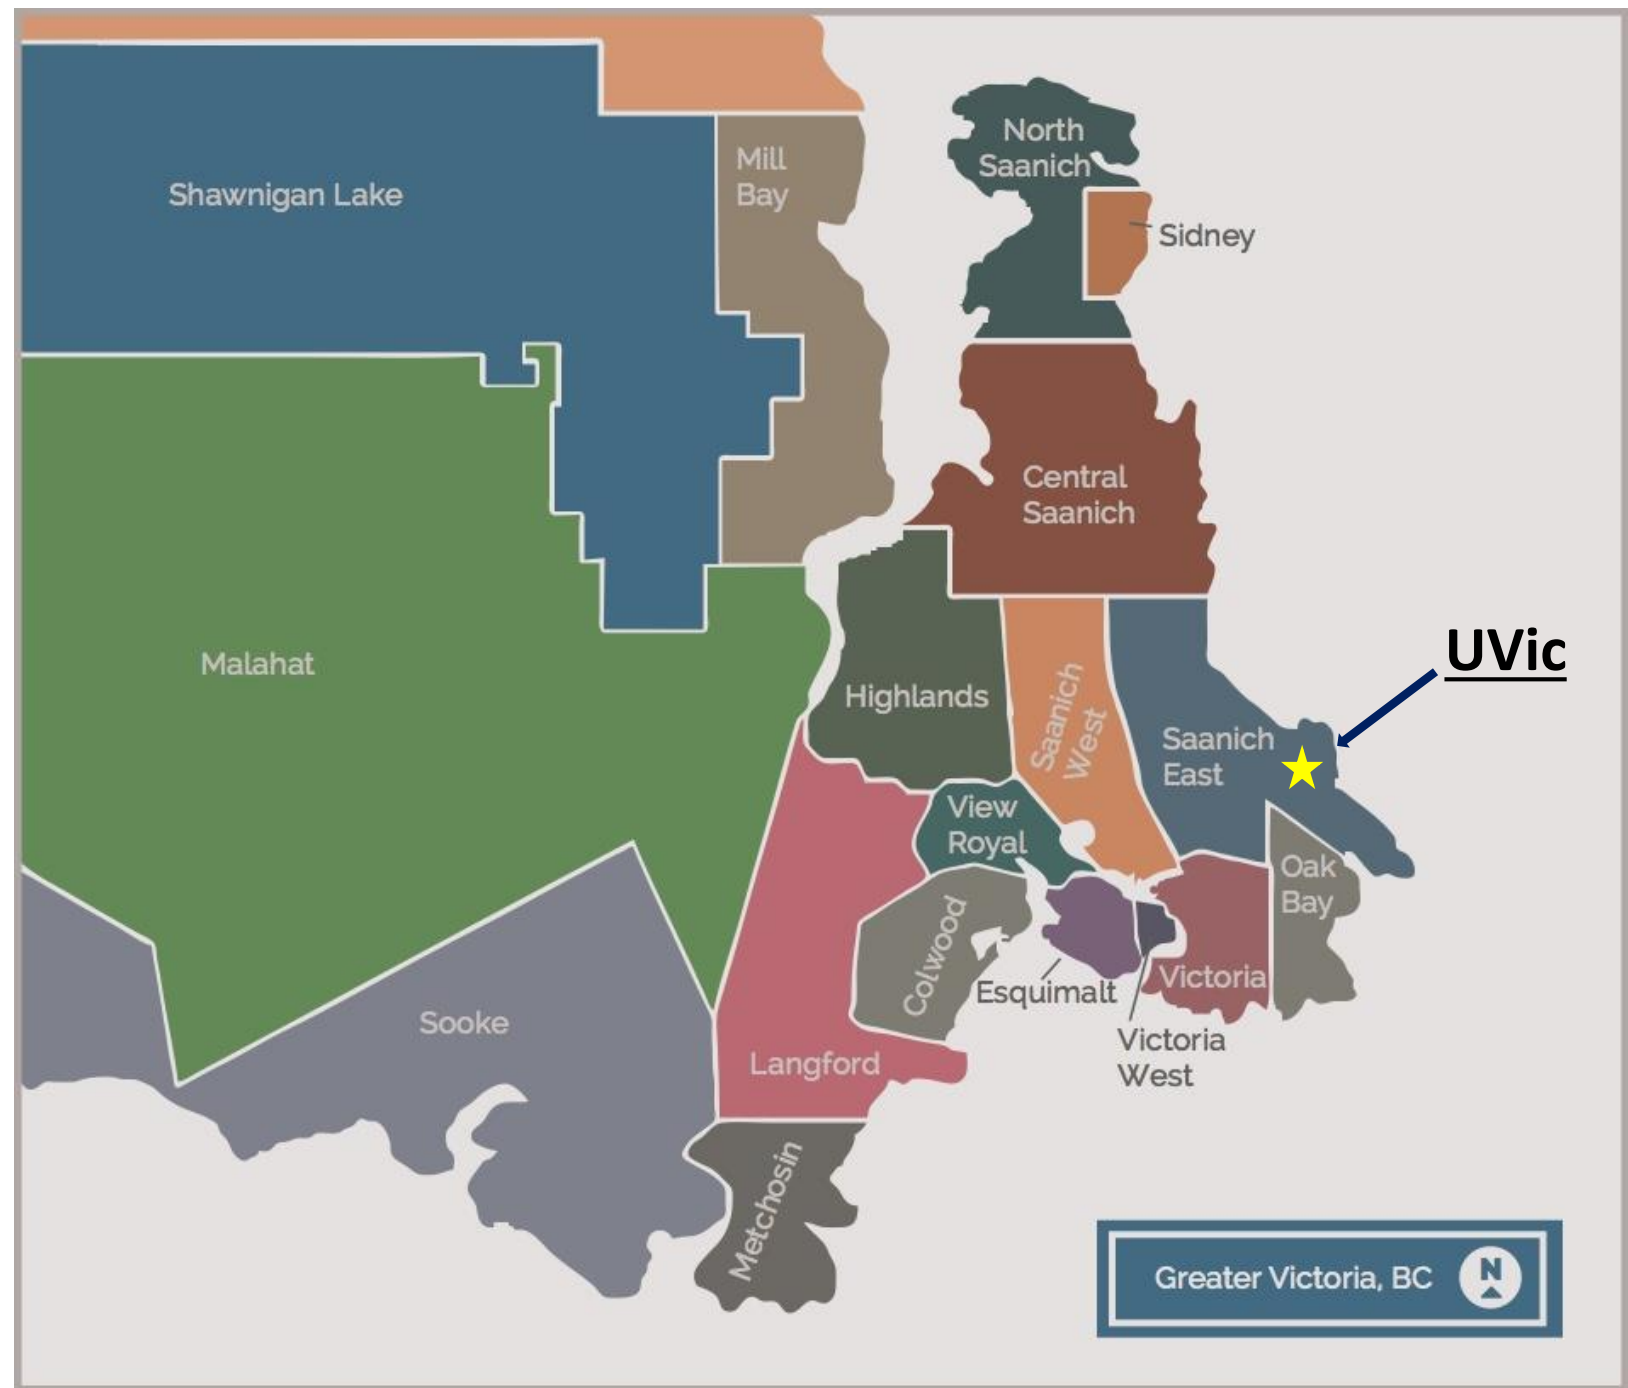 North
Saanich
Mill
Bay
Shawnigan Lake
Sidney
Central
Saanich
UVic
Malahat
Highlands
Saanich
West
Saanich
East
View
Royal
Oak
Bay
Colwood
Esquimalt
Victoria
Sooke
Victoria
West
Langford
Metchosin
Greater Victoria, BC
N